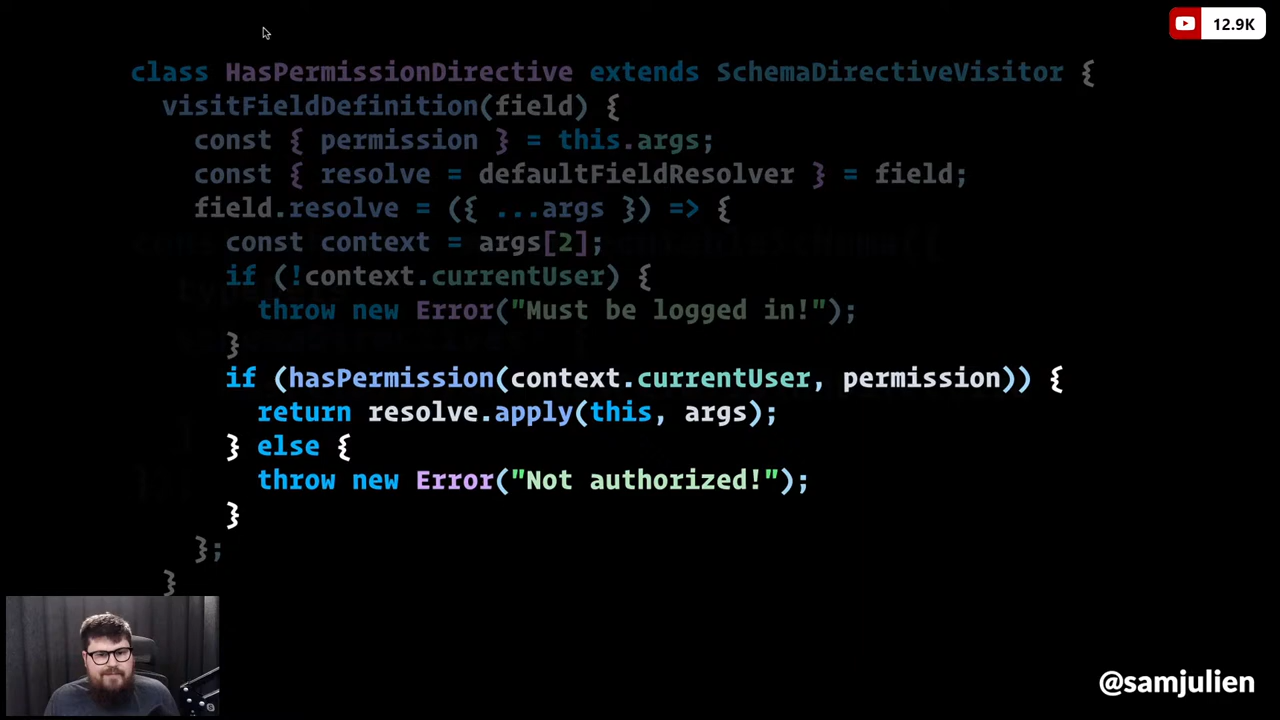 12.9K
class HasPermissionDirective extends SchemaDirectiveVisitor {
visitFieldDefinition(field) {
const { permission } = this.args;
const { resolve = defaultFieldResolver } = field;
field.resolve = ({ ...args }) => {
const context = args[2];
if (!context.currentUser) {
throw new Error("Must be logged in!");
}
if (hasPermission(context.currentUser, permission)) {
return resolve.apply(this, args);
} else {
throw new Error("Not authorized!");
}
};
}
@samjulien